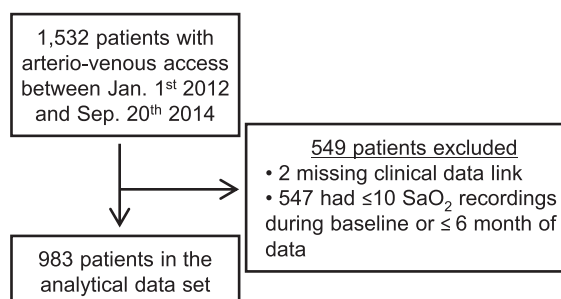 1,532 patients with
arterio-venous access
between Jan. 1st 2012
and Sep. 20th 2014
549 patients excluded
• 2 missing clinical data link
• 547 had ≤10 SaO2 recordings
during baseline or ≤ 6 month of
data
983 patients in the
analytical data set